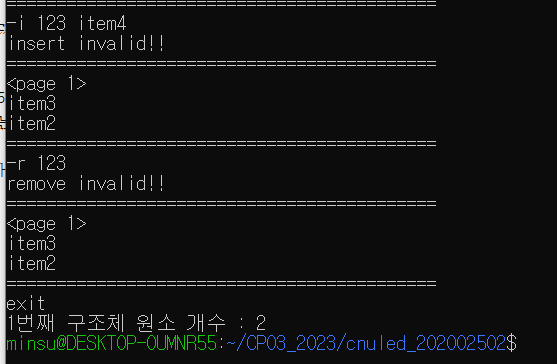 ===========================================
-i 123 item4
insert invalid!!
===========================================
<page 1>
item3
item2
===========================================
-r 123
remove invalid!!
===========================================
<page 1>
item3
item2
===========================================
exit
1번째 구조체 원소 개수 : 2
minsu@DESKTOP-OUMNR55:~/CP03_2023/cnuled_202002502$